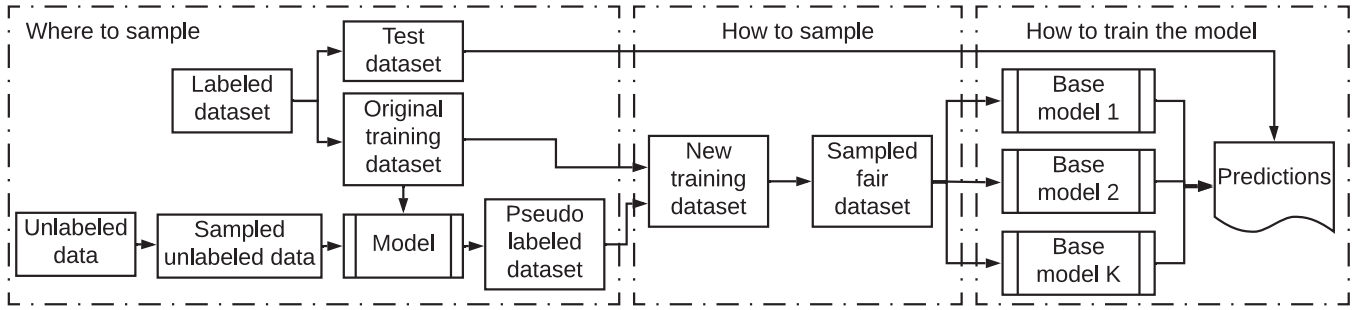 Where to sample
Labeled
dataset
Test
dataset
Original
training
dataset
Unlabeled
data
Sampled
unlabeled data
Model
Pseudo
labeled
dataset
How to sample
New
training
dataset
Sampled
fair
dataset
How to train the model
Base
model 1
Base
model 2
Base
model K
Predictions